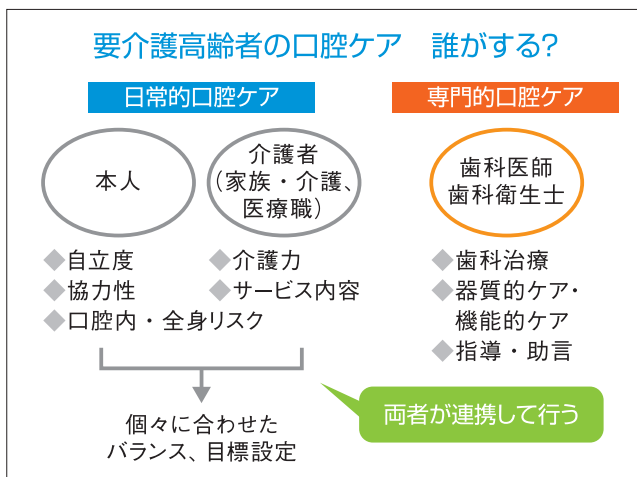 要介護高齢者の口腔ケア　誰がする?
日常的口腔ケア
本人
介護者
(家族・介護、
医療職)
◆自立度
◆協力性
◆口腔内・全身リスク
◆介護力
◆サービス内容
個々に合わせた
バランス、目標設定
専門的口腔ケア
歯科医師
歯科衛生士
◆歯科治療
◆器質的ケア・
機能的ケア
◆指導・助言
両者が連携して行う